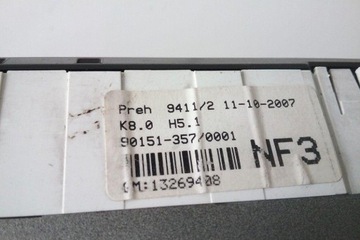 Preh 9411/2 11-10-2007
K8.0 H5.1
90151-357/0001
NF3
GM:13269408